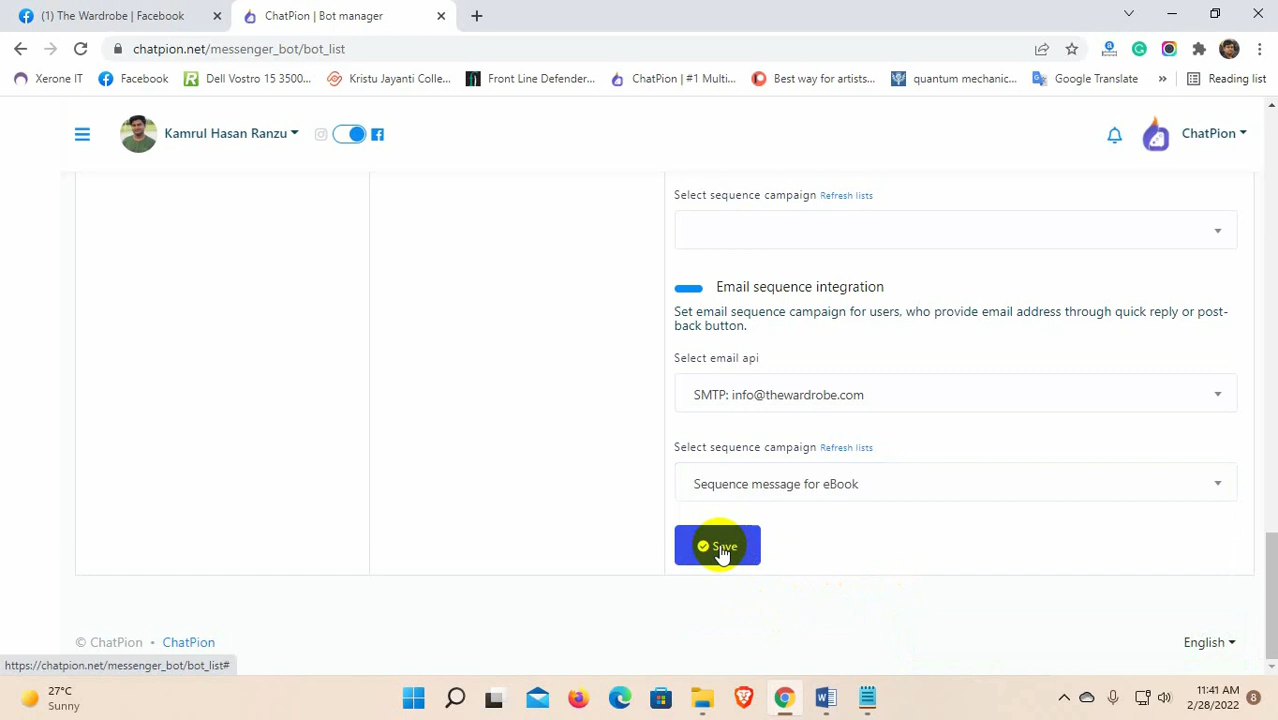 (1) The Wardrobe | Facebook
ChatPion | Bot manager
chatpion.net/messenger_bot/bot_list
Xerone IT
Facebook
Dell Vostro 15 3500...
Kristu Jayanti Colle...
Front Line Defender...
ChatPion | #1 Multi...
Best way for artists...
quantum mechanic...
Google Translate
»
Reading list
Kamrul Hasan Ranzu
ChatPion
Select sequence campaign Refresh lists
Email sequence integration
Set email sequence campaign for users, who provide email address through quick reply or post-
back button.
Select email api
SMTP: info@thewardrobe.com
Select sequence campaign Refresh lists
Sequence message for eBook
Save
© ChatPion • ChatPion
English
https://chatpion.net/messenger_bot/bot_list#
27°C
Sunny
11:41 AM
2/28/2022
8